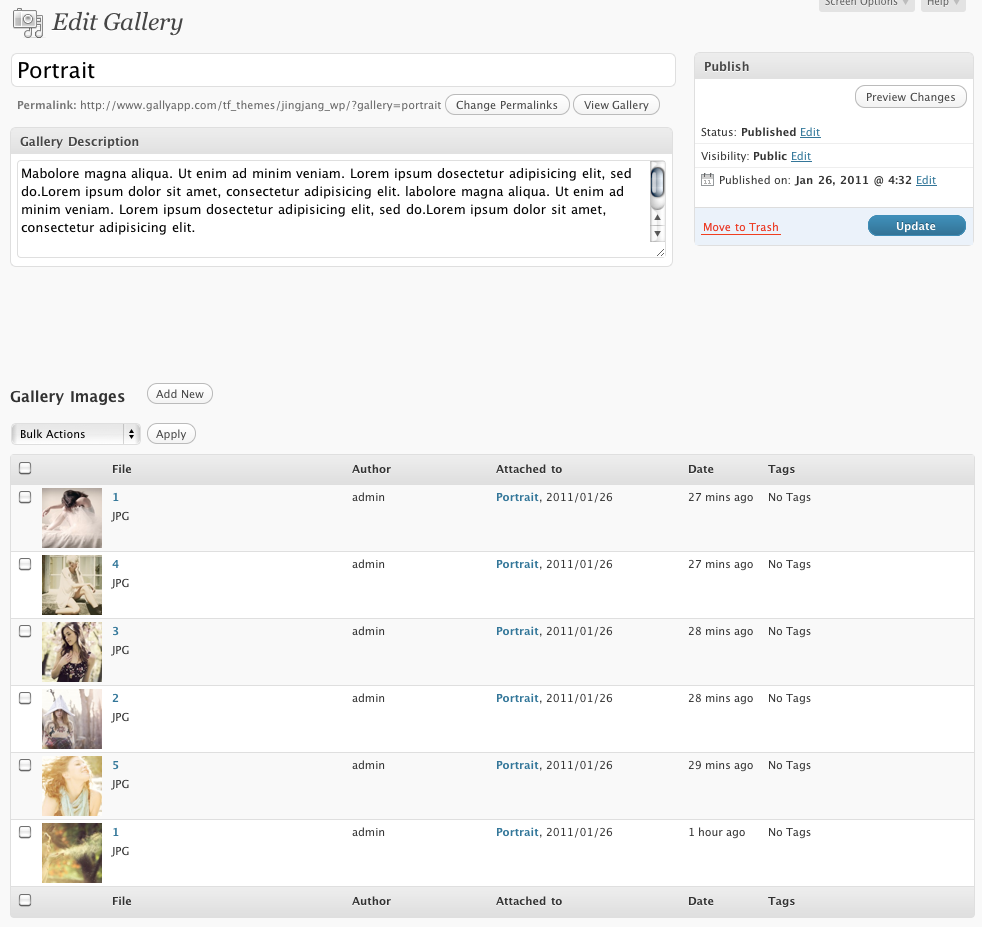 Screen Options
Help
Edit Gallery
Portrait
Permalink: http://www.gallyapp.com/tf_themes/jingjang_wp/?gallery=portrait
Change Permalinks
View Gallery
Gallery Description
Mabolore magna aliqua. Ut enim ad minim veniam. Lorem ipsum dosectetur adipisicing elit, sed
do.Lorem ipsum dolor sit amet, consectetur adipisicing elit. labolore magna aliqua. Ut enim ad
minim veniam. Lorem ipsum dosectetur adipisicing elit, sed do.Lorem ipsum dolor sit amet,
consectetur adipisicing elit.
Publish
Preview Changes
Status: Published Edit
Visibility: Public Edit
Published on: Jan 26, 2011 @ 4:32 Edit
Move to Trash
Update
Gallery Images
Add New
Bulk Actions
Apply
File Author Attached to Date Tags
1 admin Portrait, 2011/01/26 27 mins ago No Tags
JPG
4 admin Portrait, 2011/01/26 27 mins ago No Tags
JPG
3 admin Portrait, 2011/01/26 28 mins ago No Tags
JPG
2 admin Portrait, 2011/01/26 28 mins ago No Tags
JPG
5 admin Portrait, 2011/01/26 29 mins ago No Tags
JPG
1 admin Portrait, 2011/01/26 1 hour ago No Tags
JPG
File Author Attached to Date Tags